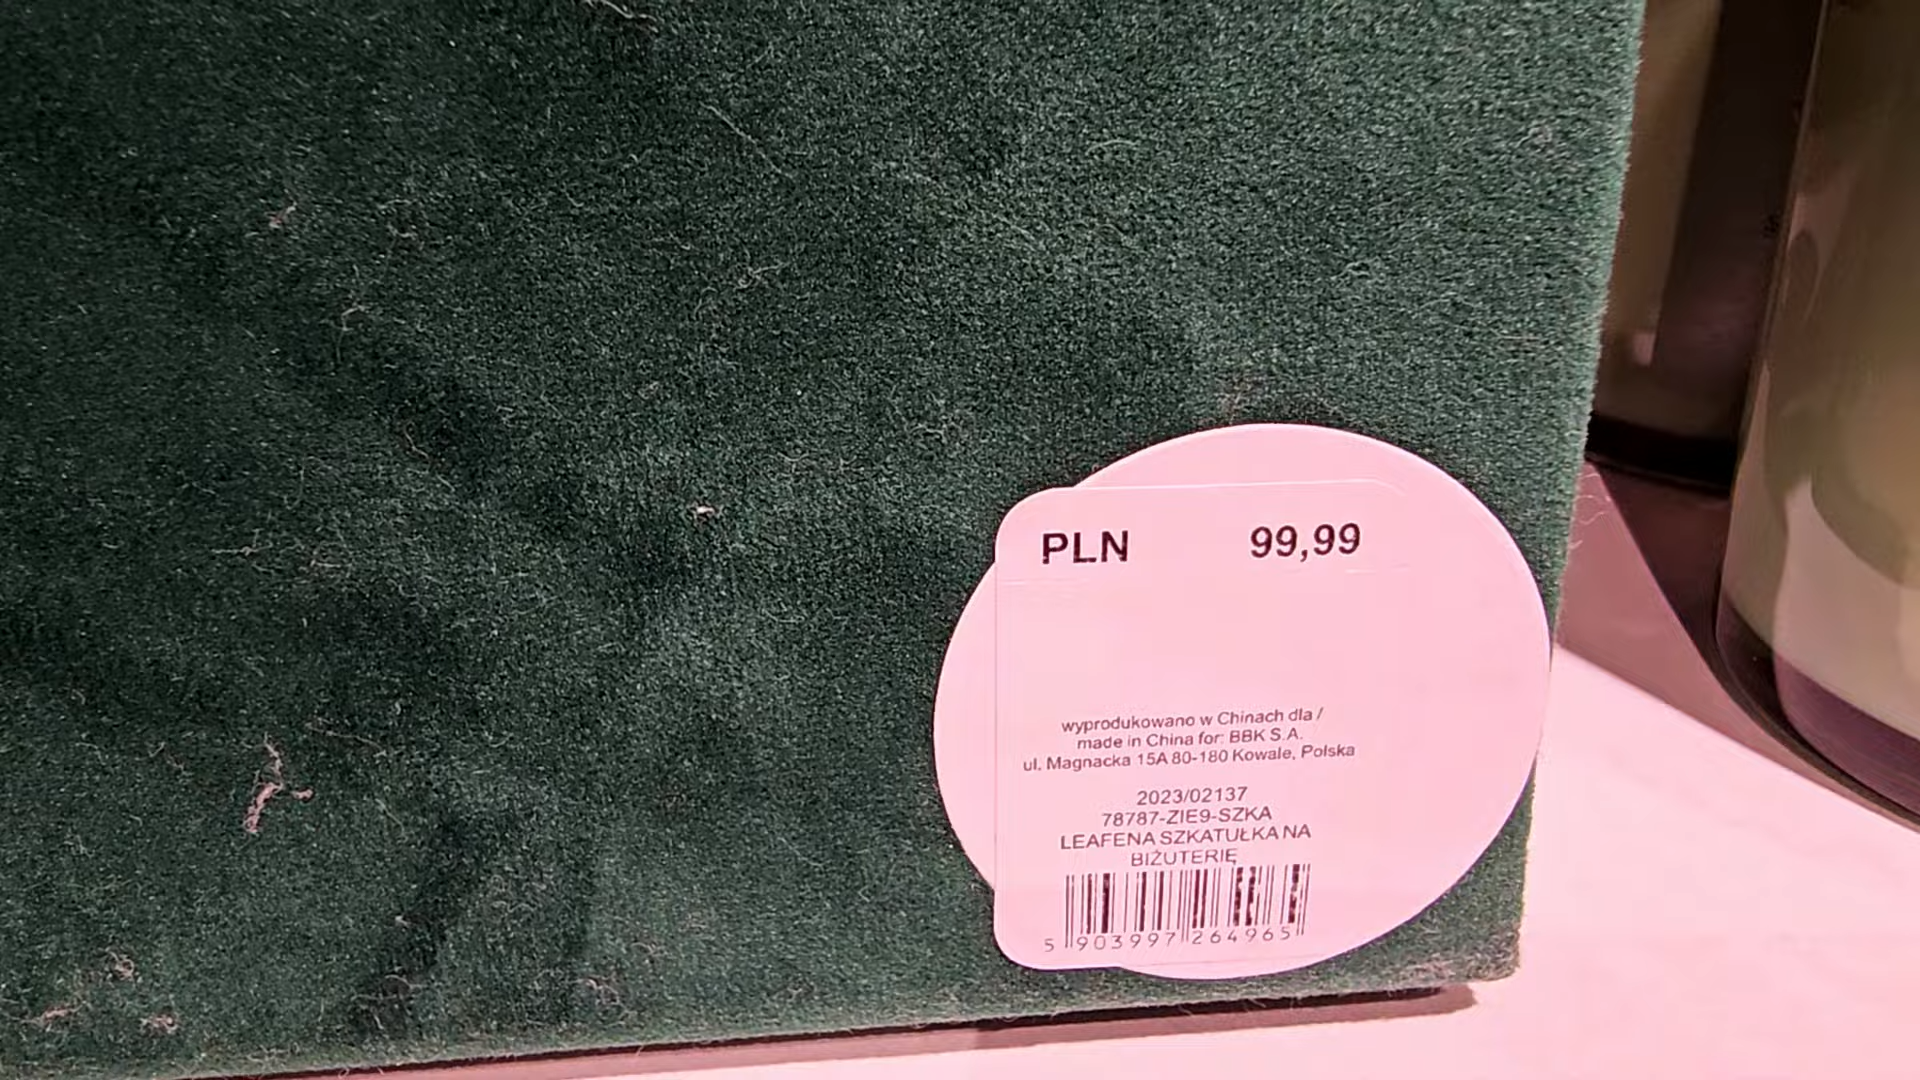 PLN 99,99
wyprodukowano w Chinach dla /
made in China for: BBK S.A.
ul. Magnacka 15A 80-180 Kowale, Polska
2023/02137
78787-ZIE9-SZKA
LEAFENA SZKATUŁKA NA
BIŻUTERIĘ
5 903997 264965